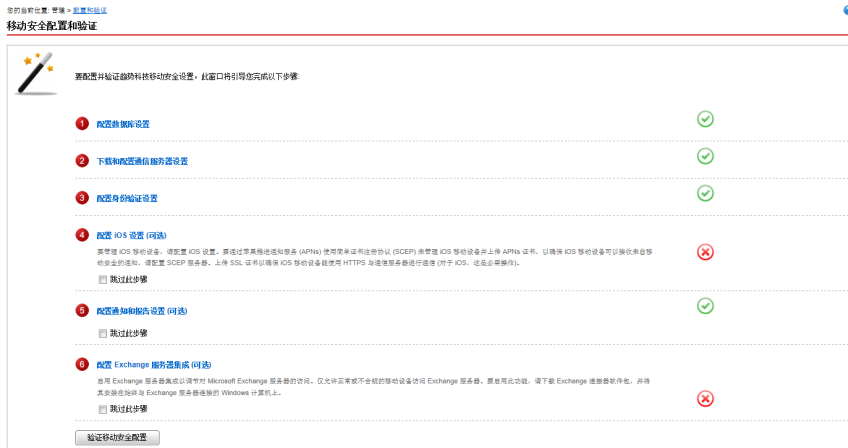 您的当前位置: 管理 > 配置和验证
移动安全配置和验证
要配置并验证趋势科技移动安全设置，此窗口将引导您完成以下步骤:
1 配置数据库设置
2 下载和配置通信服务器设置
3 配置身份验证设置
4 配置 iOS 设置 (可选)
要管理 iOS 移动设备，请配置 iOS 设置。要通过苹果推送通知服务 (APNs) 使用简单证书注册协议 (SCEP) 来管理 iOS 移动设备并上传 APNs 证书，以确保 iOS 移动设备可以接收来自移
动安全的通知，请配置 SCEP 服务器。上传 SSL 证书以确保 iOS 移动设备能使用 HTTPS 与通信服务器进行通信 (对于 iOS，这是必需操作)。
跳过此步骤
5 配置通知和报告设置 (可选)
跳过此步骤
6 配置 Exchange 服务器集成 (可选)
启用 Exchange 服务器集成以调节对 Microsoft Exchange 服务器的访问。仅允许正常或不合规的移动设备访问 Exchange 服务器。要启用此功能，请下载 Exchange 连接器软件包，并将
其安装在始终与 Exchange 服务器连接的 Windows 计算机上。
跳过此步骤
验证移动安全配置